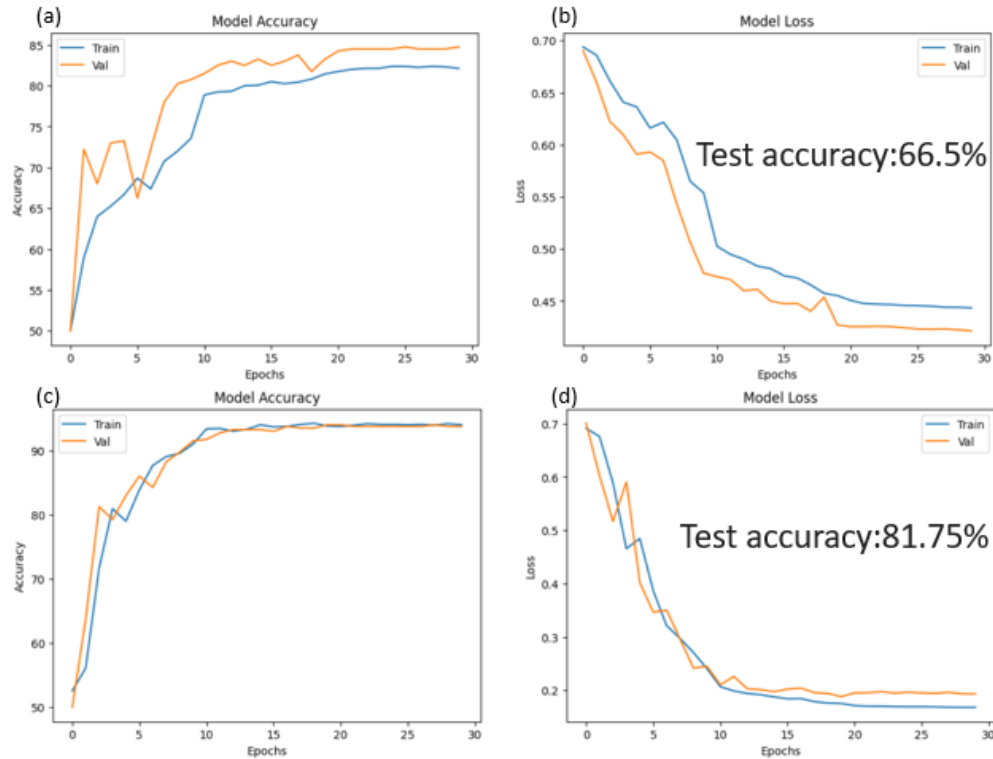 (a)
Model Accuracy
Train
Val
85
80
75
70
65
60
55
50
Accuracy
0 5 10 15 20 25 30
Epochs
(b)
Model Loss
Train
Val
0.70
0.65
0.60
0.55
0.50
0.45
Loss
Test accuracy:66.5%
0 5 10 15 20 25 30
Epochs
(c)
Model Accuracy
Train
Val
90
80
70
60
50
Accuracy
0 5 10 15 20 25 30
Epochs
(d)
Model Loss
Train
Val
0.7
0.6
0.5
0.4
0.3
0.2
Loss
Test accuracy:81.75%
0 5 10 15 20 25 30
Epochs